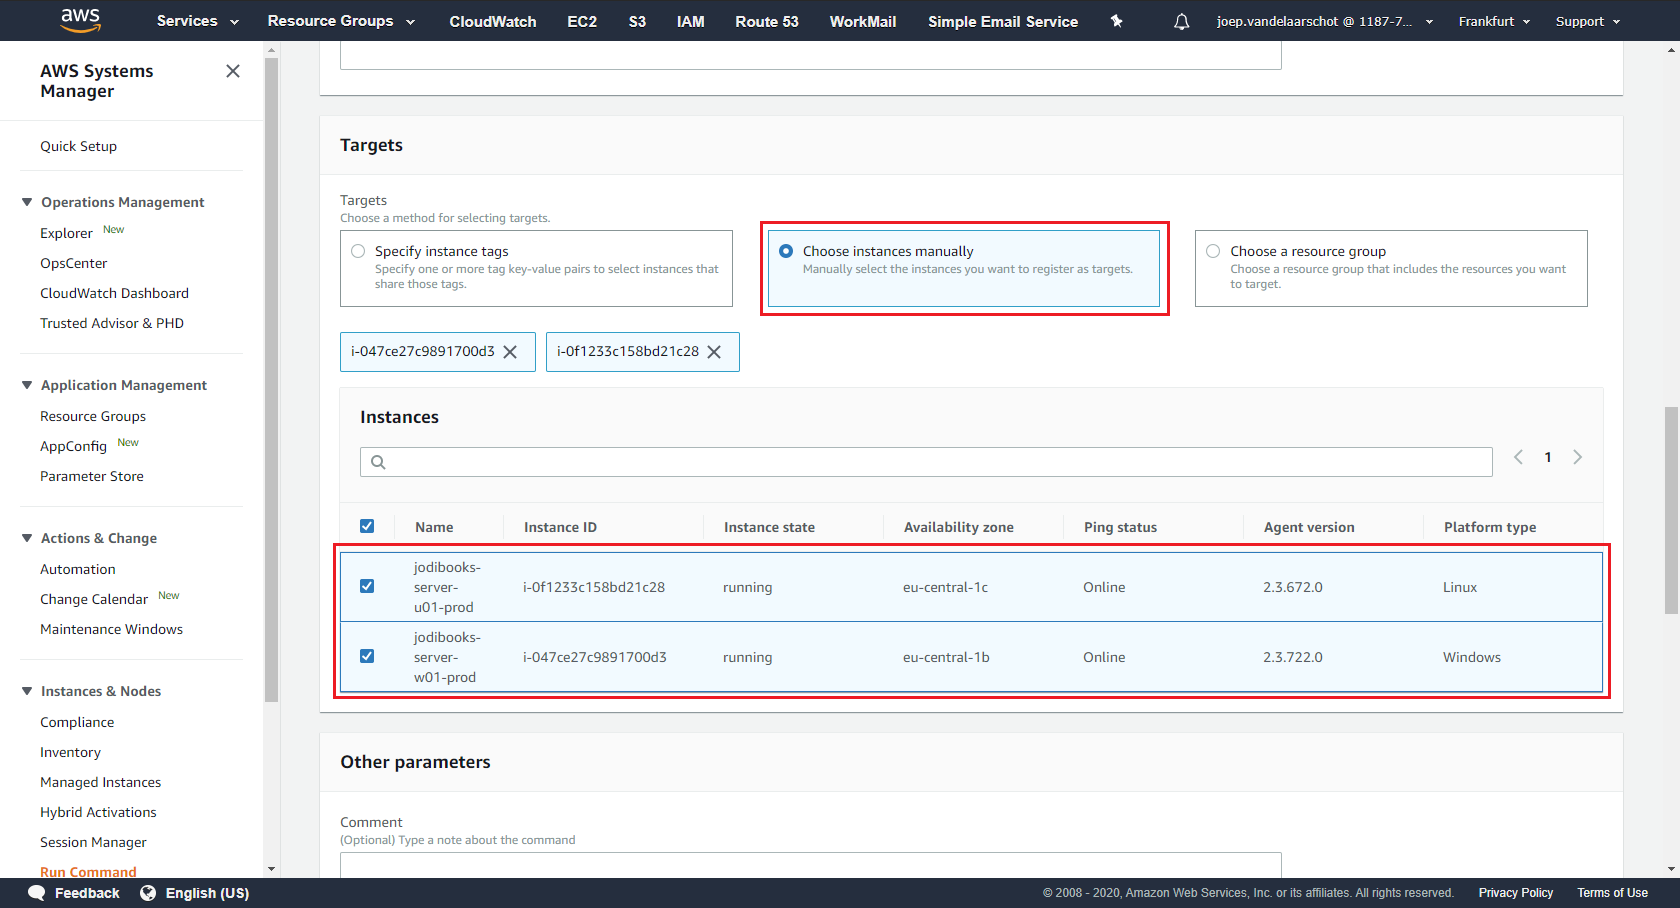 aws
Services
Resource Groups
CloudWatch
EC2
S3
IAM
Route 53
WorkMail
Simple Email Service
joep.vandelaarschot @ 1187-7...
Frankfurt
Support
AWS Systems
Manager
Quick Setup
Operations Management
Explorer New
OpsCenter
CloudWatch Dashboard
Trusted Advisor & PHD
Application Management
Resource Groups
AppConfig New
Parameter Store
Actions & Change
Automation
Change Calendar New
Maintenance Windows
Instances & Nodes
Compliance
Inventory
Managed Instances
Hybrid Activations
Session Manager
Run Command
Targets
Targets
Choose a method for selecting targets.
Specify instance tags
Specify one or more tag key-value pairs to select instances that
share those tags.
Choose instances manually
Manually select the instances you want to register as targets.
Choose a resource group
Choose a resource group that includes the resources you want
to target.
i-047ce27c9891700d3
i-0f1233c158bd21c28
Instances
1
Name Instance ID Instance state Availability zone Ping status Agent version Platform type
jodibooks-
server-
u01-prod
i-0f1233c158bd21c28 running eu-central-1c Online 2.3.672.0 Linux
jodibooks-
server-
w01-prod
i-047ce27c9891700d3 running eu-central-1b Online 2.3.722.0 Windows
Other parameters
Comment
(Optional) Type a note about the command
Feedback
English (US)
© 2008 - 2020, Amazon Web Services, Inc. or its affiliates. All rights reserved.
Privacy Policy
Terms of Use